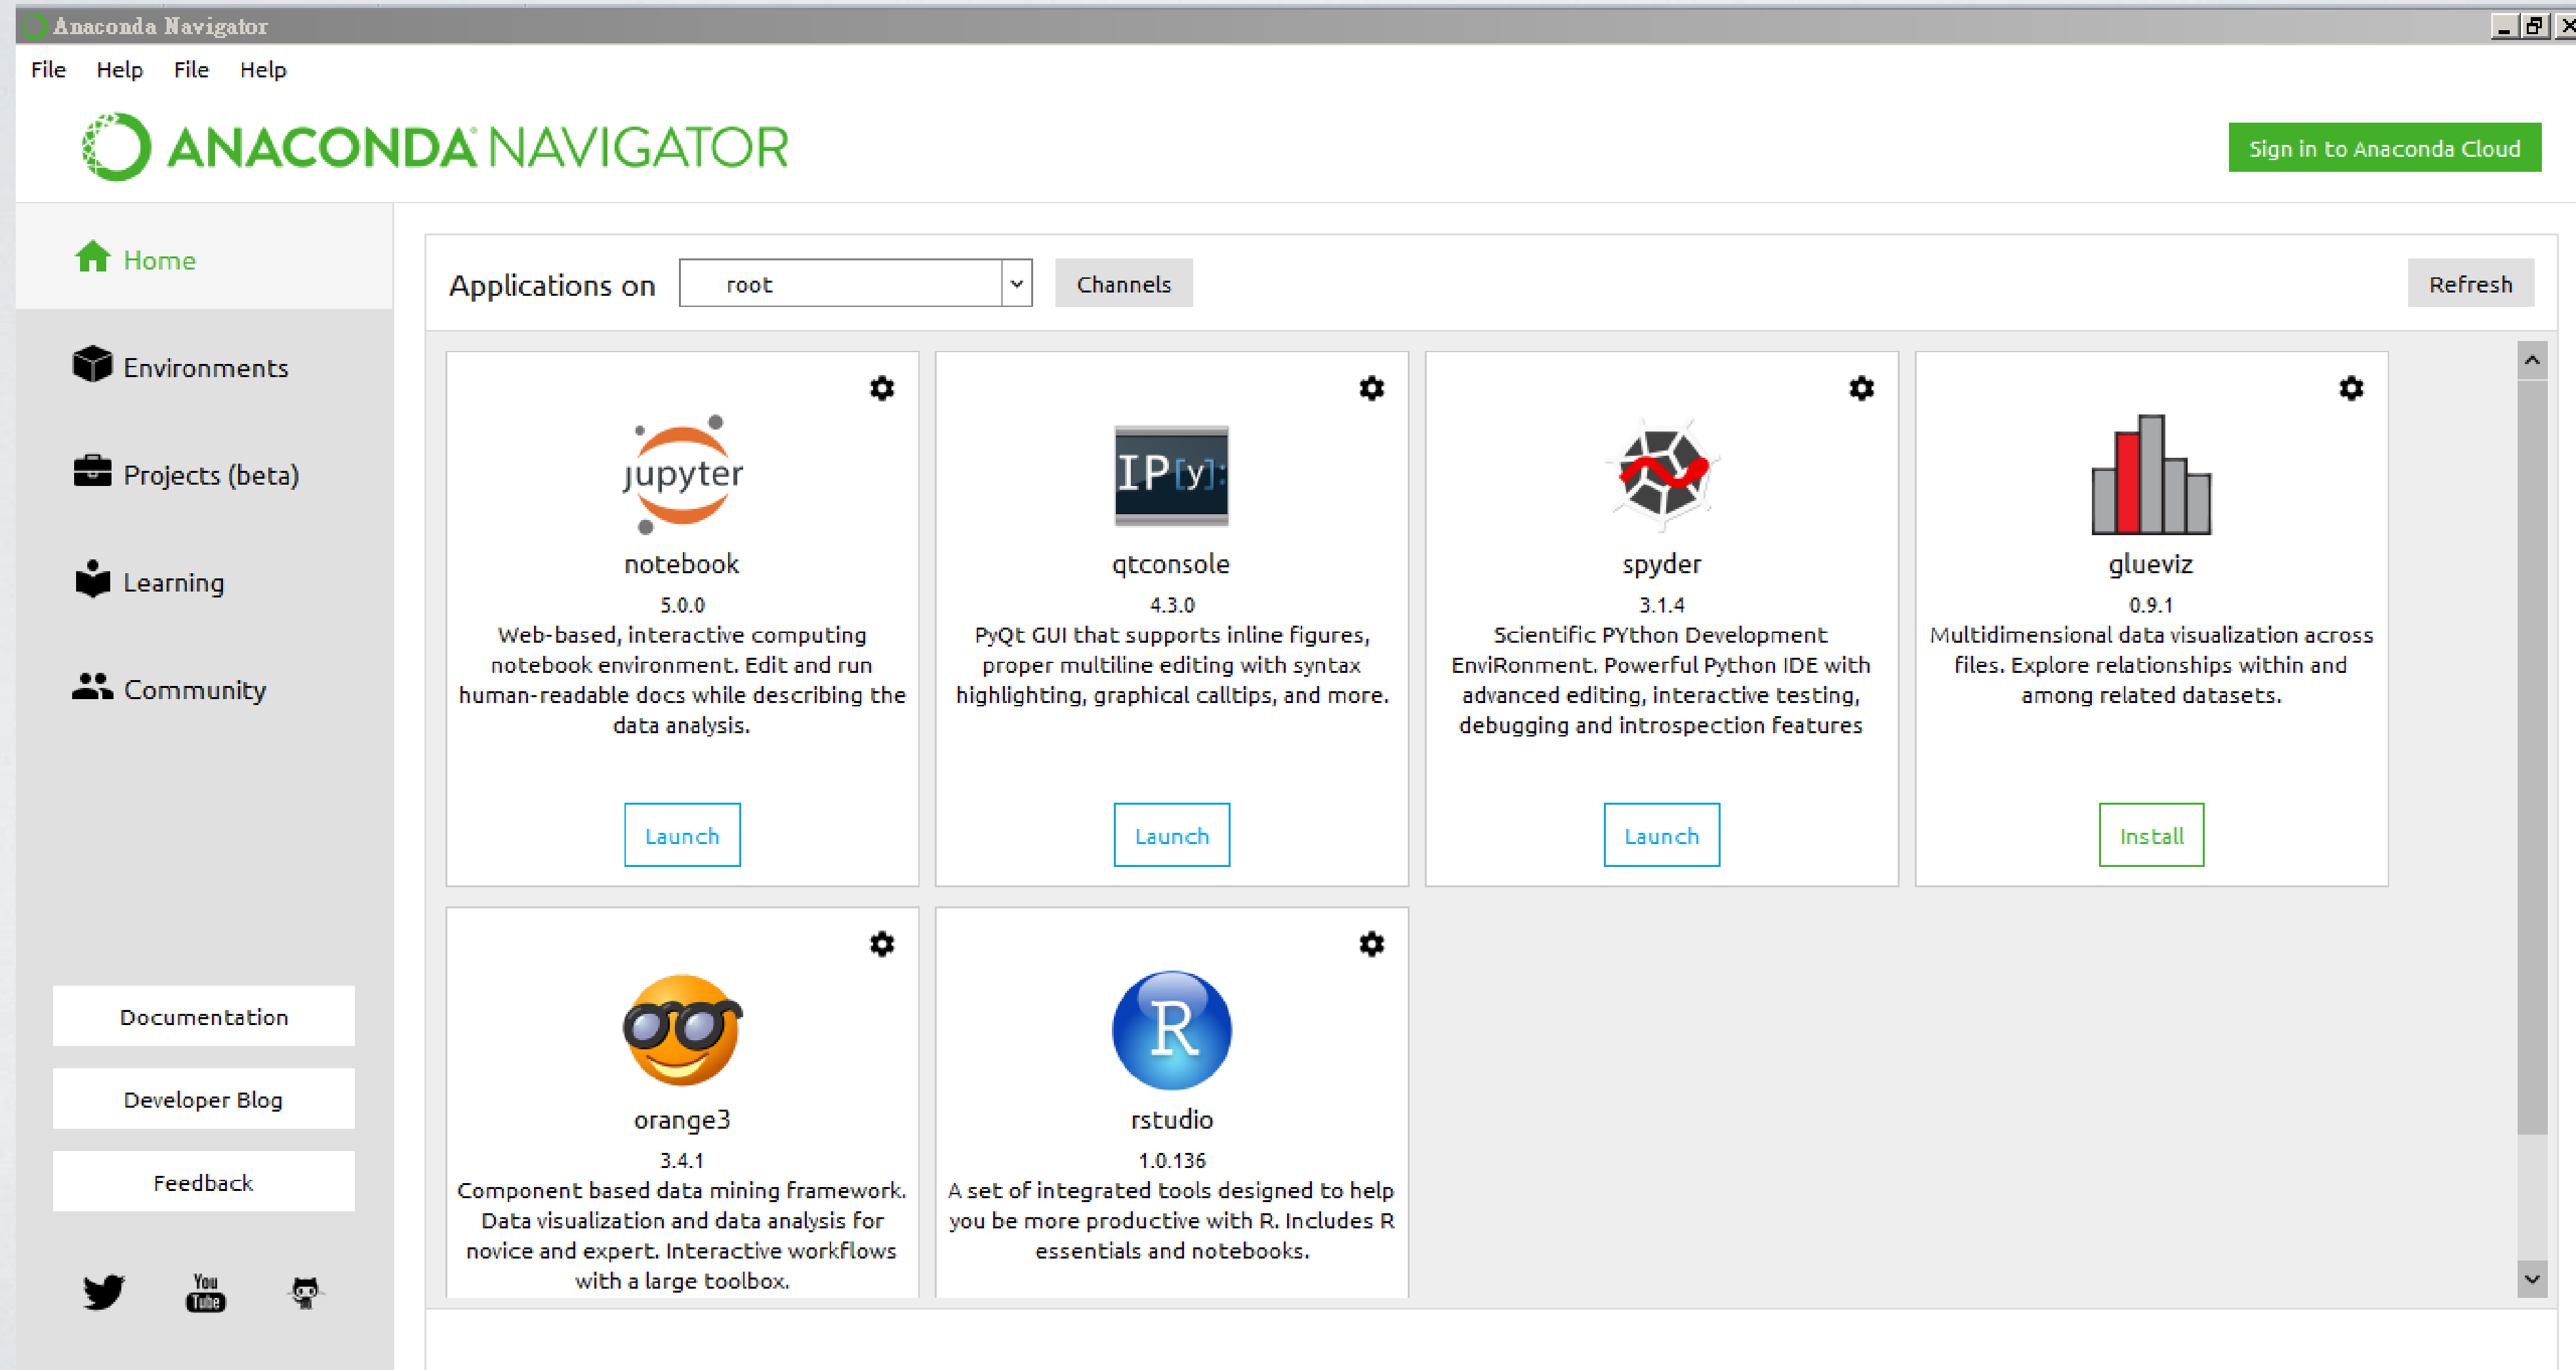 Anaconda Navigator
File Help File Help
ANACONDA NAVIGATOR
Sign in to Anaconda Cloud
Home
Environments
Projects (beta)
Learning
Community
Documentation
Developer Blog
Feedback
You
Tube
Applications on root Channels Refresh
jupyter
notebook
5.0.0
Web-based, interactive computing
notebook environment. Edit and run
human-readable docs while describing the
data analysis.
Launch
IP[y]:
qtconsole
4.3.0
PyQt GUI that supports inline figures,
proper multiline editing with syntax
highlighting, graphical calltips, and more.
Launch
spyder
3.1.4
Scientific PYthon Development
EnviRonment. Powerful Python IDE with
advanced editing, interactive testing,
debugging and introspection features
Launch
glueviz
0.9.1
Multidimensional data visualization across
files. Explore relationships within and
among related datasets.
Install
orange3
3.4.1
Component based data mining framework.
Data visualization and data analysis for
novice and expert. Interactive workflows
with a large toolbox.
R
rstudio
1.0.136
A set of integrated tools designed to help
you be more productive with R. Includes R
essentials and notebooks.